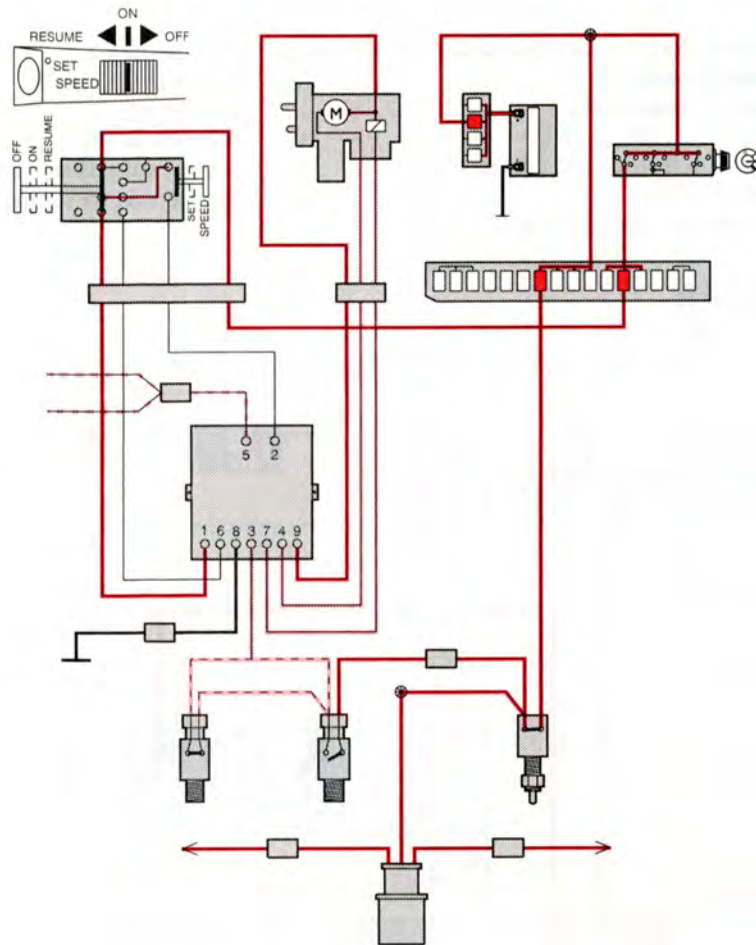 ON
RESUME OFF
SET
SPEED
OFF
ON
RESUME
SET
SPEED
M
5 2
1 6 8 3 7 4 9